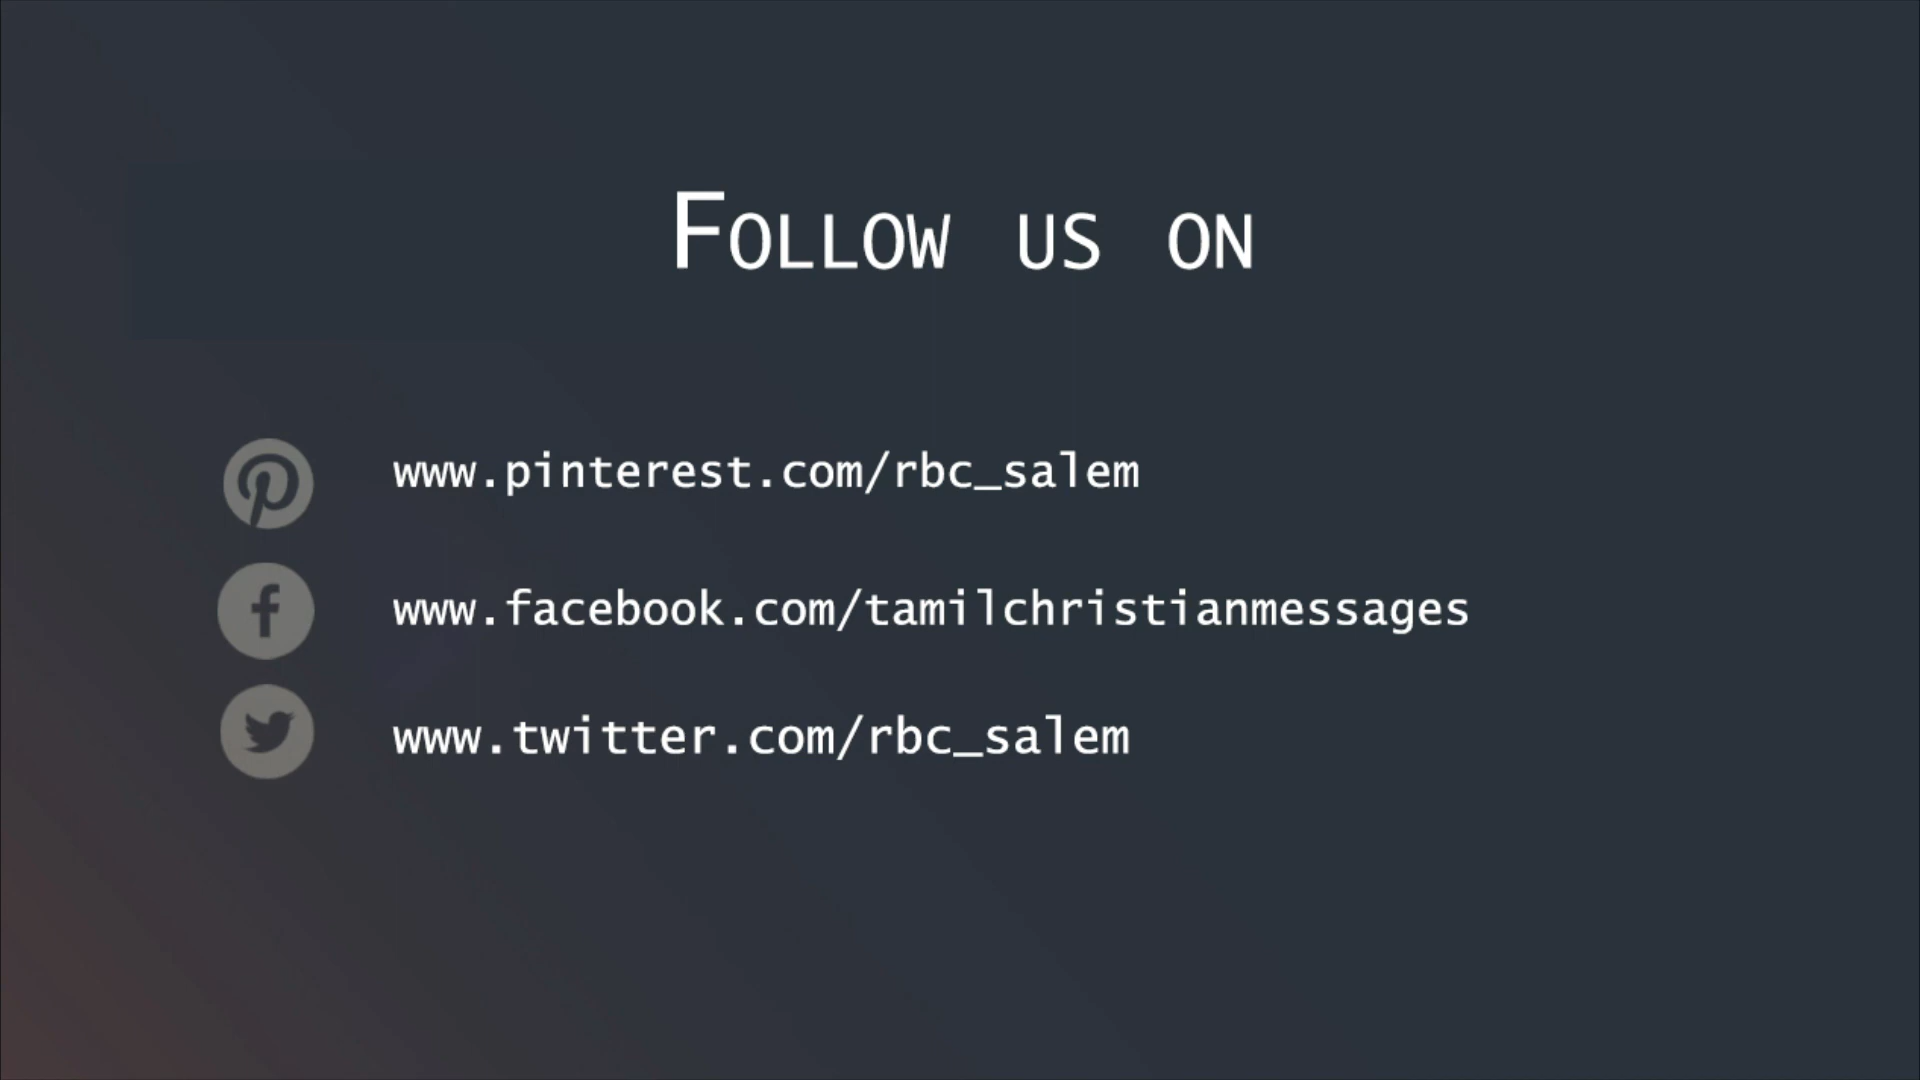 Follow us on
www.pinterest.com/rbc_salem
www.facebook.com/tamilchristianmessages
www.twitter.com/rbc_salem